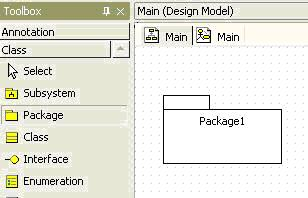 Toolbox
Main (Design Model)
Annotation
Main
Main
Class
Select
Subsystem
Package
Package1
Class
Interface
Enumeration